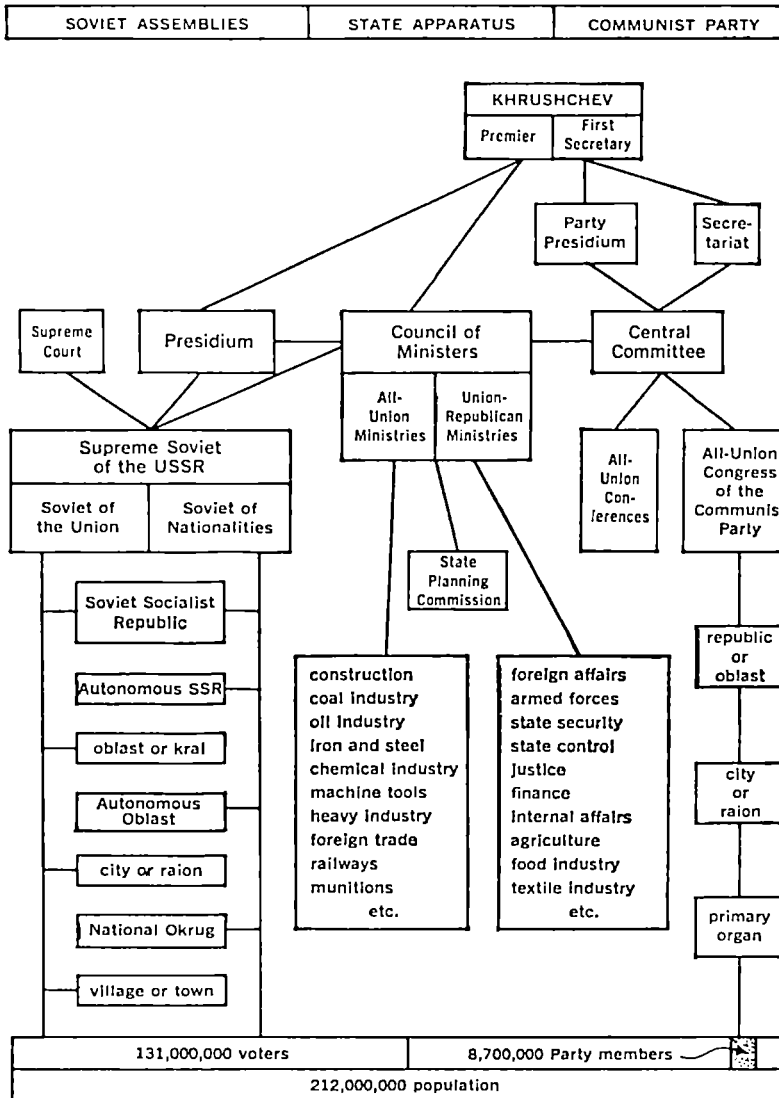 SOVIET ASSEMBLIES
STATE APPARATUS
COMMUNIST PARTY
KHRUSHCHEV
Premier
First
Secretary
Party
Presidium
Secre-
tariat
Supreme
Court
Presidium
Council of
Ministers
Central
Committee
All-
Union
Ministries
Union-
Republican
Ministries
Supreme Soviet
of the USSR
Soviet of
the Union
Soviet of
Nationalities
All-
Union
Con-
ferences
All-Union
Congress
of the
Communis
Party
State
Planning
Commission
Soviet Socialist
Republic
Autonomous SSR
oblast or krai
Autonomous
Oblast
city or raion
National Okrug
village or town
construction
coal industry
oil industry
iron and steel
chemical industry
machine tools
heavy industry
foreign trade
railways
munitions
etc.
foreign affairs
armed forces
state security
state control
justice
finance
internal affairs
agriculture
food industry
textile industry
etc.
republic
or
oblast
city
or
raion
primary
organ
131,000,000 voters
8,700,000 Party members
212,000,000 population